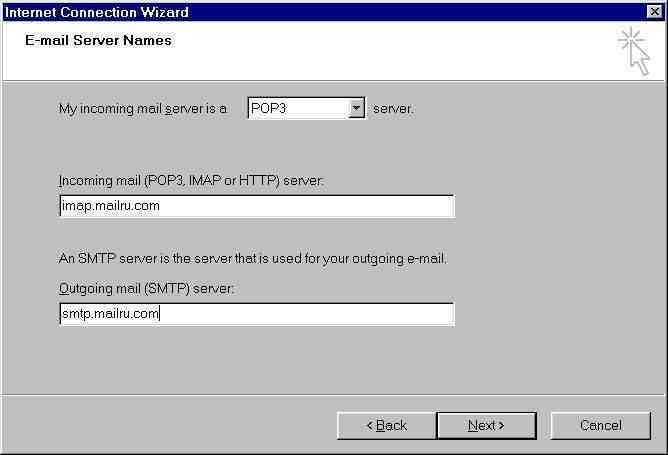 Internet Connection Wizard
E-mail Server Names
My incoming mail server is a POP3 server.
Incoming mail (POP3, IMAP or HTTP) server:
imap.mailru.com
An SMTP server is the server that is used for your outgoing e-mail.
Outgoing mail (SMTP) server:
smtp.mailru.com
< Back Next > Cancel